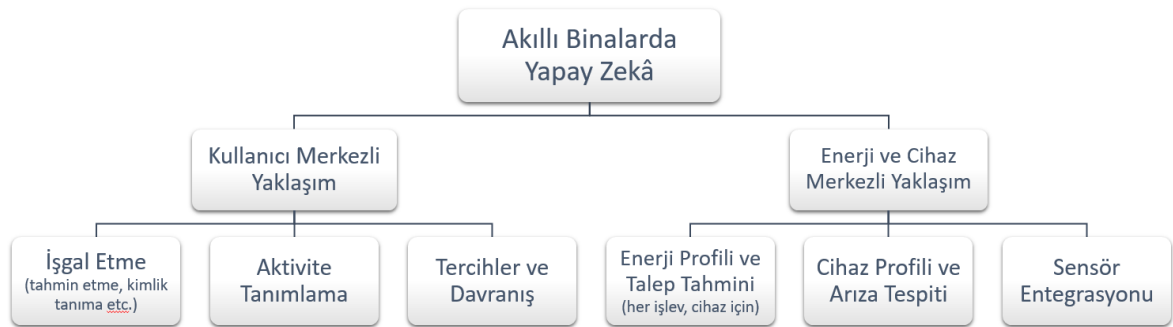 Akıllı Binalarda
Yapay Zekâ
Kullanıcı Merkezli
Yaklaşım
Enerji ve Cihaz
Merkezli Yaklaşım
İşgal Etme
(tahmin etme, kimlik
tanıma etc.)
Aktivite
Tanımlama
Tercihler ve
Davranış
Enerji Profili ve
Talep Tahmini
(her işlev, cihaz için)
Cihaz Profili ve
Arıza Tespiti
Sensör
Entegrasyonu